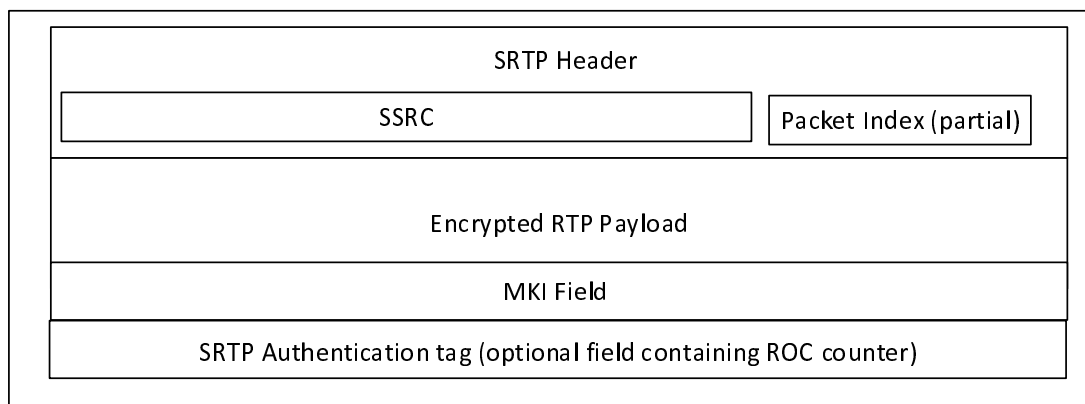 SRTP Header
SSRC
Packet Index (partial)
Encrypted RTP Payload
MKI Field
SRTP Authentication tag (optional field containing ROC counter)